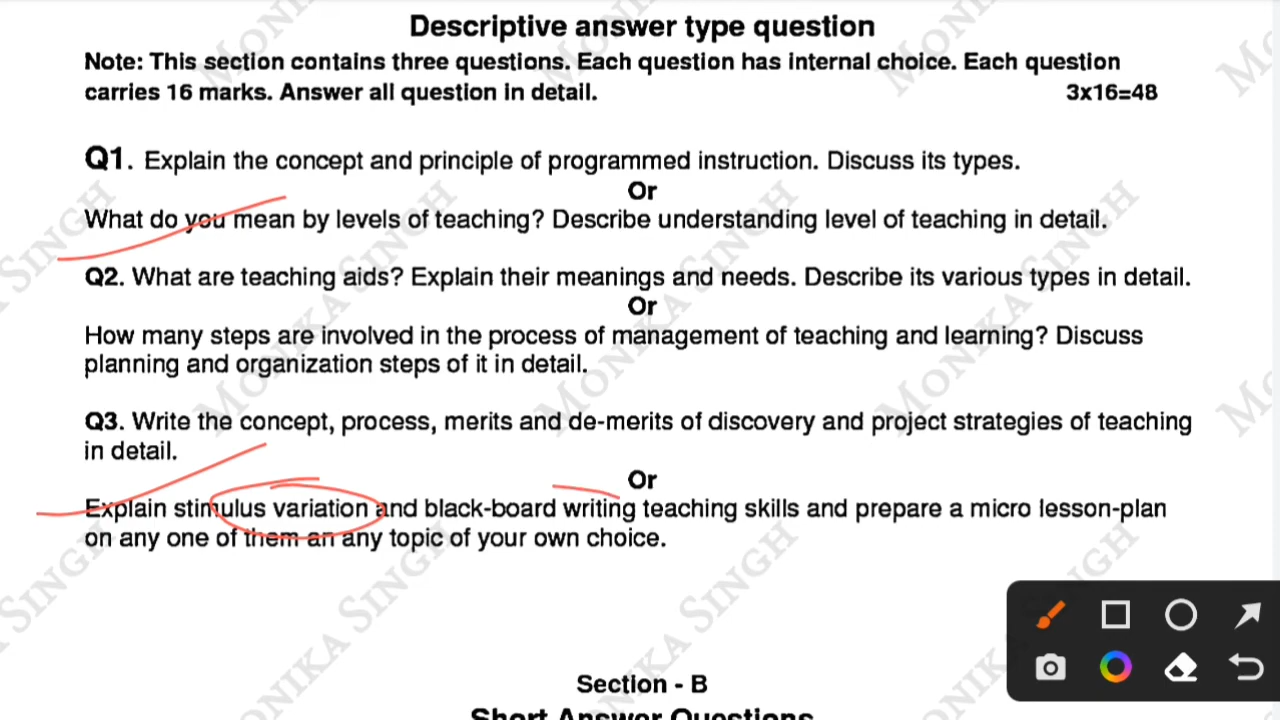 Descriptive answer type question
Note: This section contains three questions. Each question has internal choice. Each question
carries 16 marks. Answer all question in detail. 3x16=48
Q1. Explain the concept and principle of programmed instruction. Discuss its types.
Or
What do you mean by levels of teaching? Describe understanding level of teaching in detail.
Q2. What are teaching aids? Explain their meanings and needs. Describe its various types in detail.
Or
How many steps are involved in the process of management of teaching and learning? Discuss
planning and organization steps of it in detail.
Q3. Write the concept, process, merits and de-merits of discovery and project strategies of teaching
in detail.
Or
Explain stimulus variation and black-board writing teaching skills and prepare a micro lesson-plan
on any one of them an any topic of your own choice.
Section - B
Short Answer Questions
MONIKA SINGH